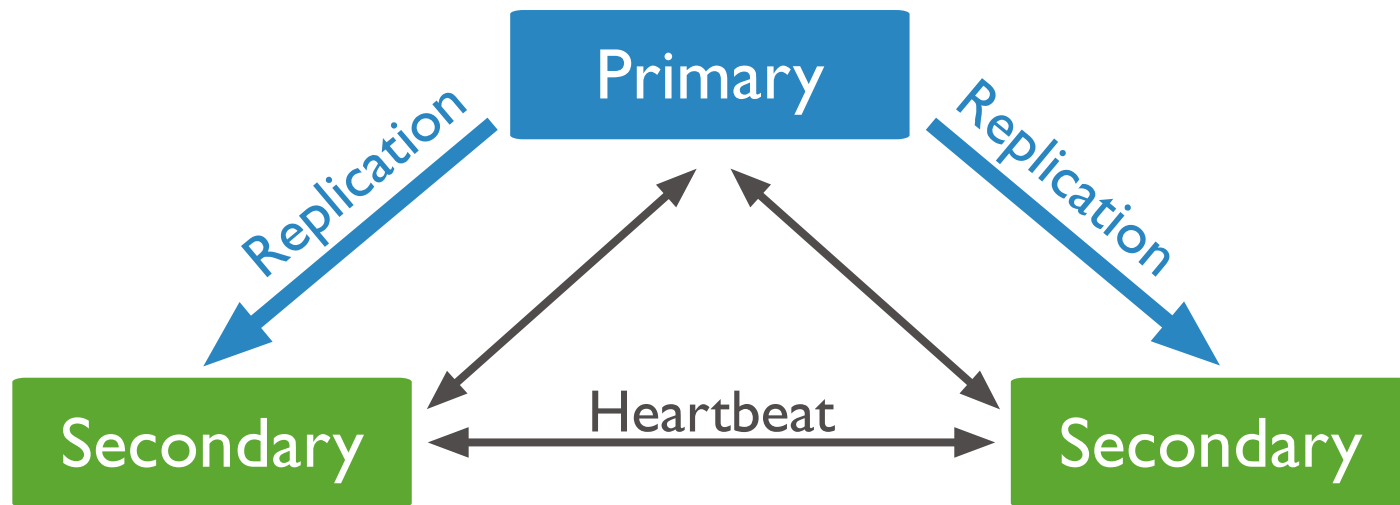 Primary
Replication
Replication
Heartbeat
Secondary
Secondary